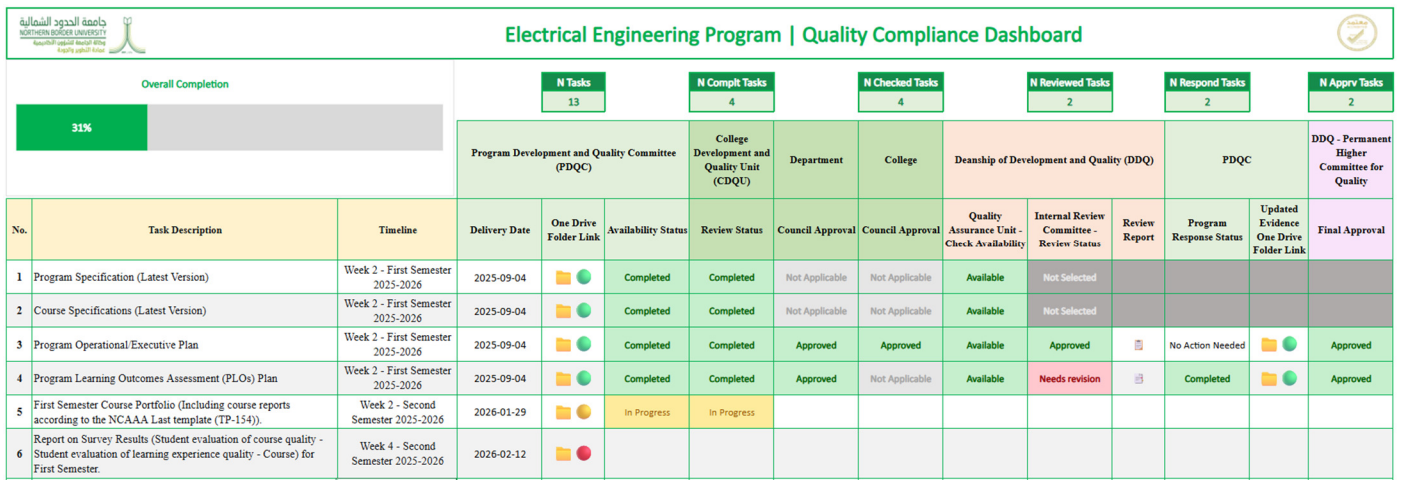 جامعة الحدود الشمالية
NORTHERN BORDER UNIVERSITY
وكالة الجامعة للشؤون الأكاديمية
عمادة التطوير والجودة
Electrical Engineering Program | Quality Compliance Dashboard
Overall Completion
31%
N Tasks
13
N Complt Tasks
4
N Checked Tasks
4
N Reviewed Tasks
2
N Respond Tasks
2
N Apprv Tasks
2
Program Development and Quality Committee
(PDQC)
College
Development and
Quality Unit
(CDQU)
Department
College
Deanship of Development and Quality (DDQ)
PDQC
DDQ - Permanent
Higher
Committee for
Quality
No.
Task Description
Timeline
Delivery Date
One Drive
Folder Link
Availability Status
Review Status
Council Approval
Council Approval
Quality
Assurance Unit -
Check Availability
Internal Review
Committee -
Review Status
Review
Report
Program
Response Status
Updated
Evidence
One Drive
Folder Link
Final Approval
1
Program Specification (Latest Version)
Week 2 - First Semester
2025-2026
2025-09-04
Completed
Completed
Not Applicable
Not Applicable
Available
Not Selected
2
Course Specifications (Latest Version)
Week 2 - First Semester
2025-2026
2025-09-04
Completed
Completed
Not Applicable
Not Applicable
Available
Not Selected
3
Program Operational/Executive Plan
Week 2 - First Semester
2025-2026
2025-09-04
Completed
Completed
Approved
Approved
Available
Approved
No Action Needed
Approved
4
Program Learning Outcomes Assessment (PLOs) Plan
Week 2 - First Semester
2025-2026
2025-09-04
Completed
Completed
Approved
Not Applicable
Available
Needs revision
Completed
Approved
5
First Semester Course Portfolio (Including course reports
according to the NCAAA Last template (TP-154)).
Week 2 - Second
Semester 2025-2026
2026-01-29
In Progress
In Progress
6
Report on Survey Results (Student evaluation of course quality -
Student evaluation of learning experience quality - Course) for
First Semester.
Week 4 - Second
Semester 2025-2026
2026-02-12